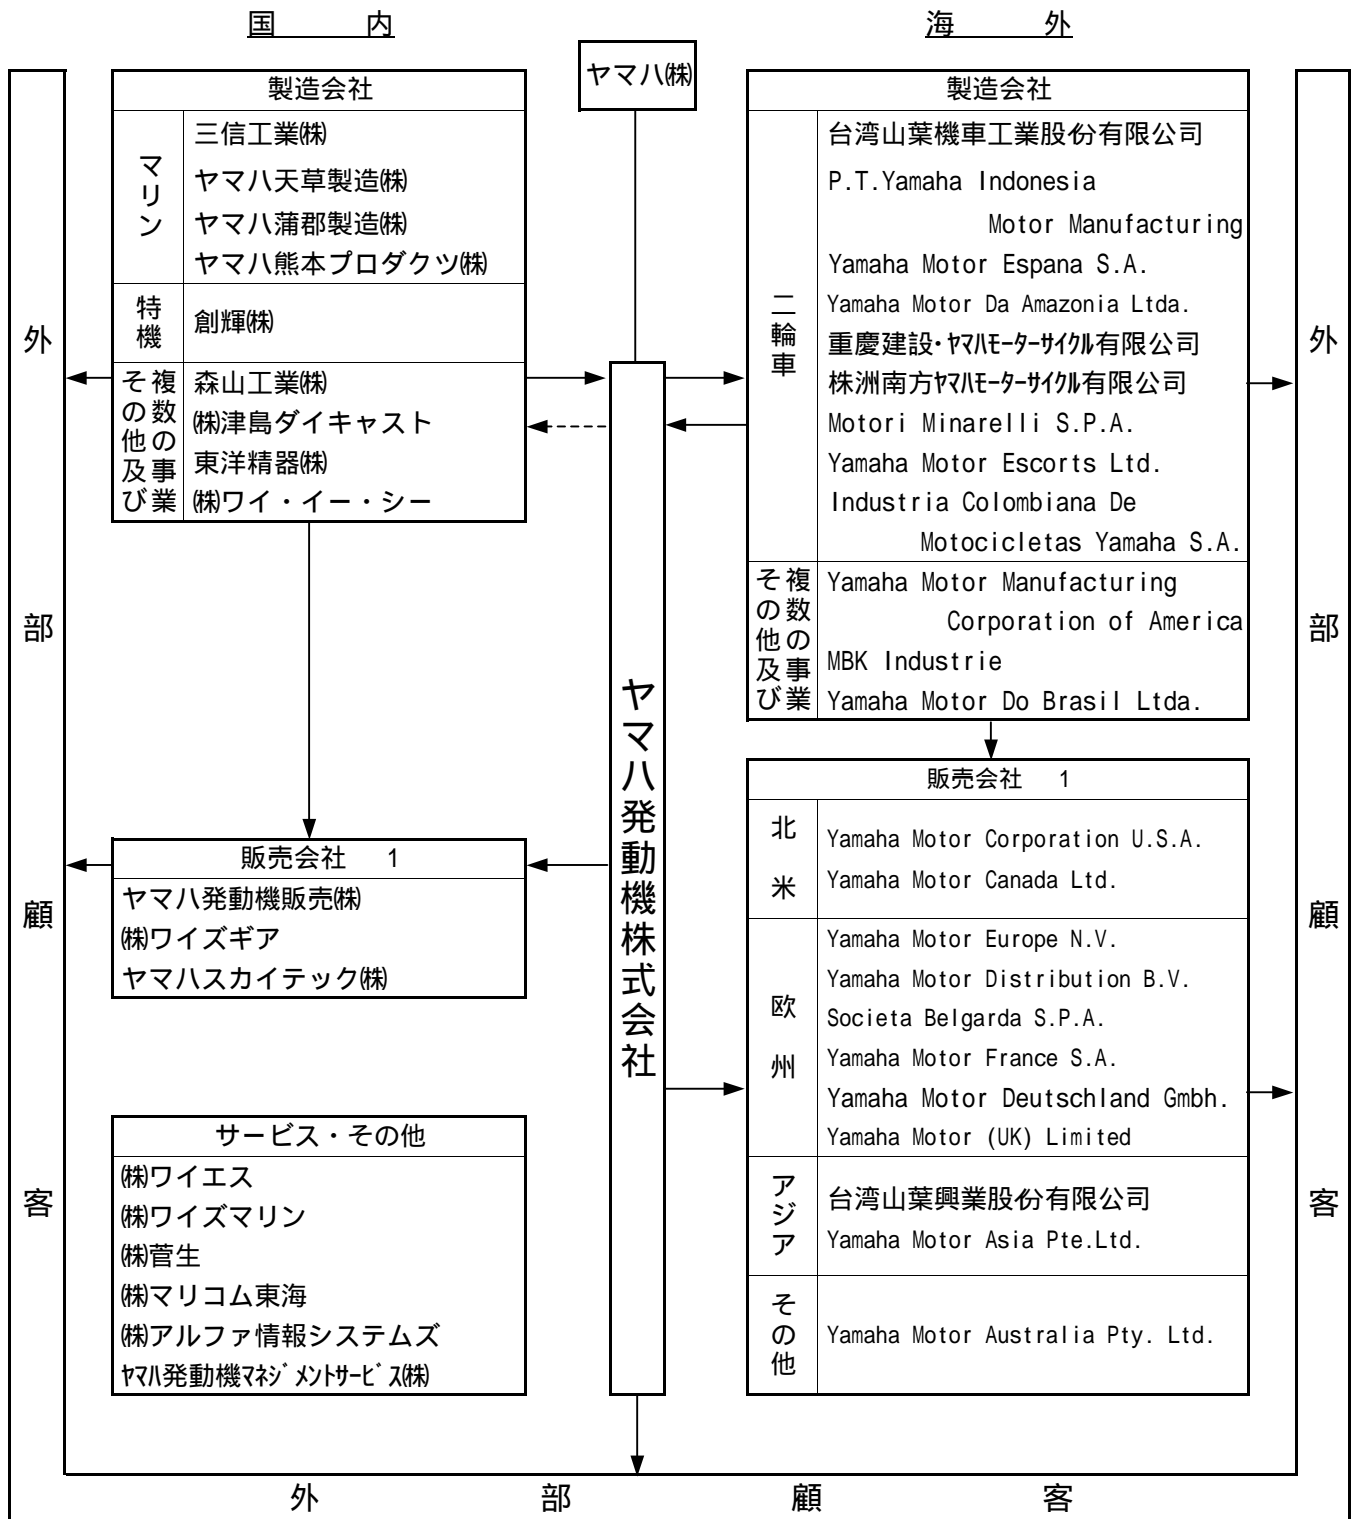 国 内
海 外
ヤマハ㈱
製造会社
マリン
三信工業㈱
ヤマハ天草製造㈱
ヤマハ蒲郡製造㈱
ヤマハ熊本プロダクツ㈱
特機
創輝㈱
複数の事業
その他及び
森山工業㈱
㈱津島ダイキャスト
東洋精器㈱
㈱ワイ・イー・シー
販売会社 1
ヤマハ発動機販売㈱
㈱ワイズギア
ヤマハスカイテック㈱
サービス・その他
㈱ワイエス
㈱ワイズマリン
㈱菅生
㈱マリコム東海
㈱アルファ情報システムズ
ヤマハ発動機マネジメントサービス㈱
ヤマハ発動機株式会社
製造会社
二輪車
台湾山葉機車工業股份有限公司
P.T.Yamaha Indonesia
Motor Manufacturing
Yamaha Motor Espana S.A.
Yamaha Motor Da Amazonia Ltda.
重慶建設・ヤマハモーターサイクル有限公司
株洲南方ヤマハモーターサイクル有限公司
Motori Minarelli S.P.A.
Yamaha Motor Escorts Ltd.
Industria Colombiana De
Motocicletas Yamaha S.A.
複数の事業
その他及び
Yamaha Motor Manufacturing
Corporation of America
MBK Industrie
Yamaha Motor Do Brasil Ltda.
販売会社 1
北米
Yamaha Motor Corporation U.S.A.
Yamaha Motor Canada Ltd.
欧州
Yamaha Motor Europe N.V.
Yamaha Motor Distribution B.V.
Societa Belgarda S.P.A.
Yamaha Motor France S.A.
Yamaha Motor Deutschland Gmbh.
Yamaha Motor (UK) Limited
アジア
台湾山葉興業股份有限公司
Yamaha Motor Asia Pte.Ltd.
その他
Yamaha Motor Australia Pty. Ltd.
外部顧客
外部顧客
外部顧客